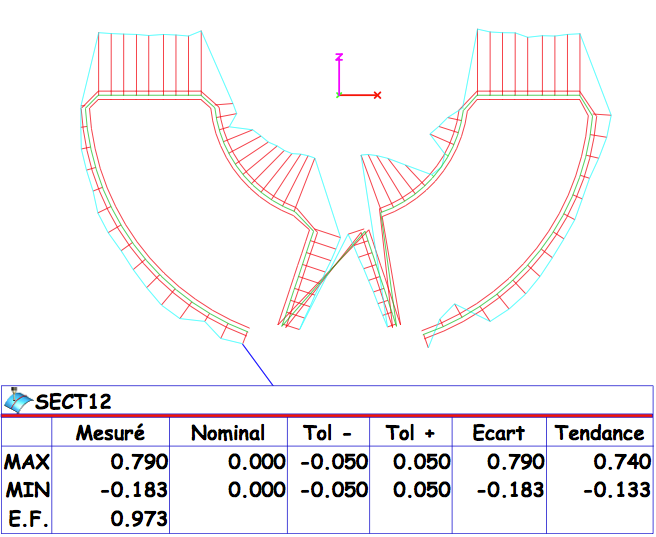 Z
X
SECT12
Mesuré Nominal Tol - Tol + Ecart Tendance
MAX 0.790 0.000 -0.050 0.050 0.790 0.740
MIN -0.183 0.000 -0.050 0.050 -0.183 -0.133
E.F. 0.973